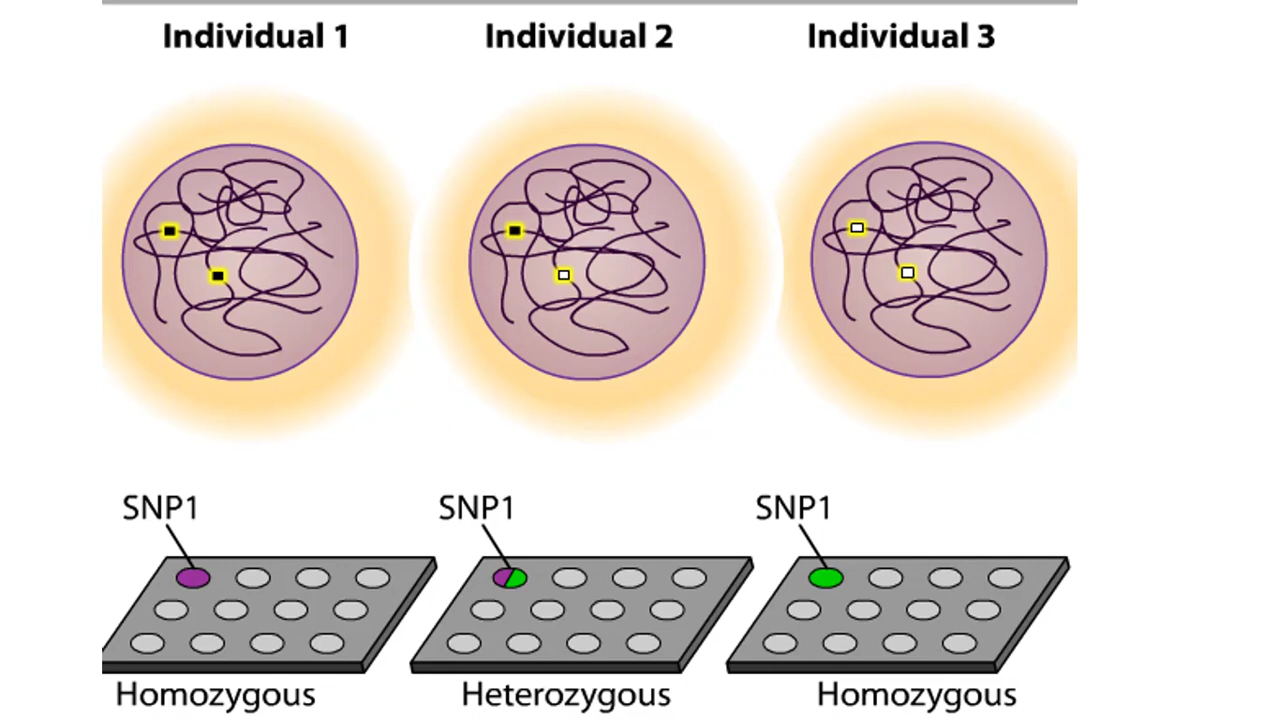 Individual 1
Individual 2
Individual 3
SNP1
SNP1
SNP1
Homozygous
Heterozygous
Homozygous